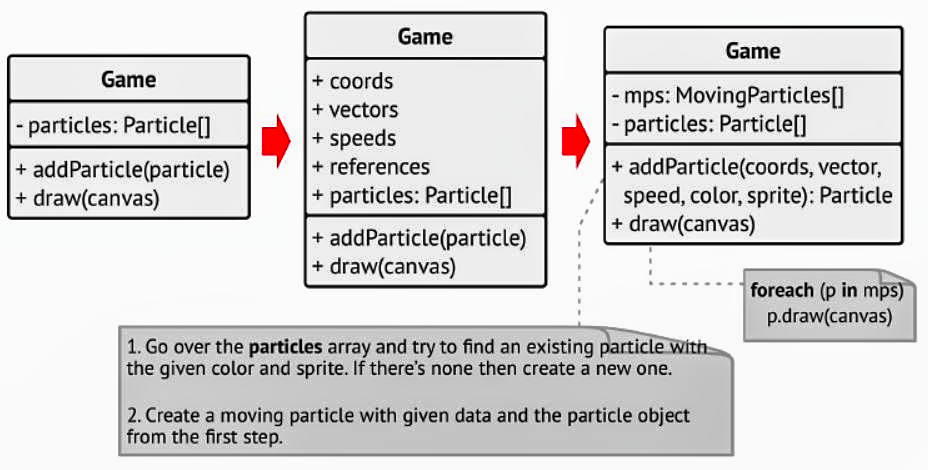 Game
- particles: Particle[]
+ addParticle(particle)
+ draw(canvas)
Game
+ coords
+ vectors
+ speeds
+ references
+ particles: Particle[]
+ addParticle(particle)
+ draw(canvas)
Game
- mps: MovingParticles[]
- particles: Particle[]
+ addParticle(coords, vector,
speed, color, sprite): Particle
+ draw(canvas)
foreach (p in mps)
p.draw(canvas)
1. Go over the particles array and try to find an existing particle with
the given color and sprite. If there's none then create a new one.
2. Create a moving particle with given data and the particle object
from the first step.